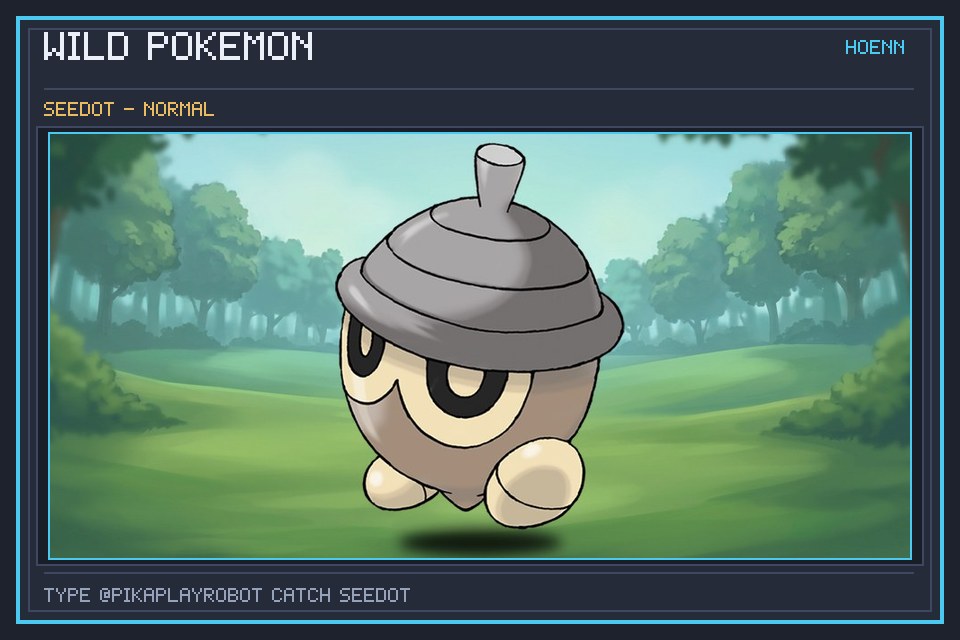 WILD POKEMON
HOENN
SEEDOT - NORMAL
TYPE @PIKAPLAYROBOT CATCH SEEDOT